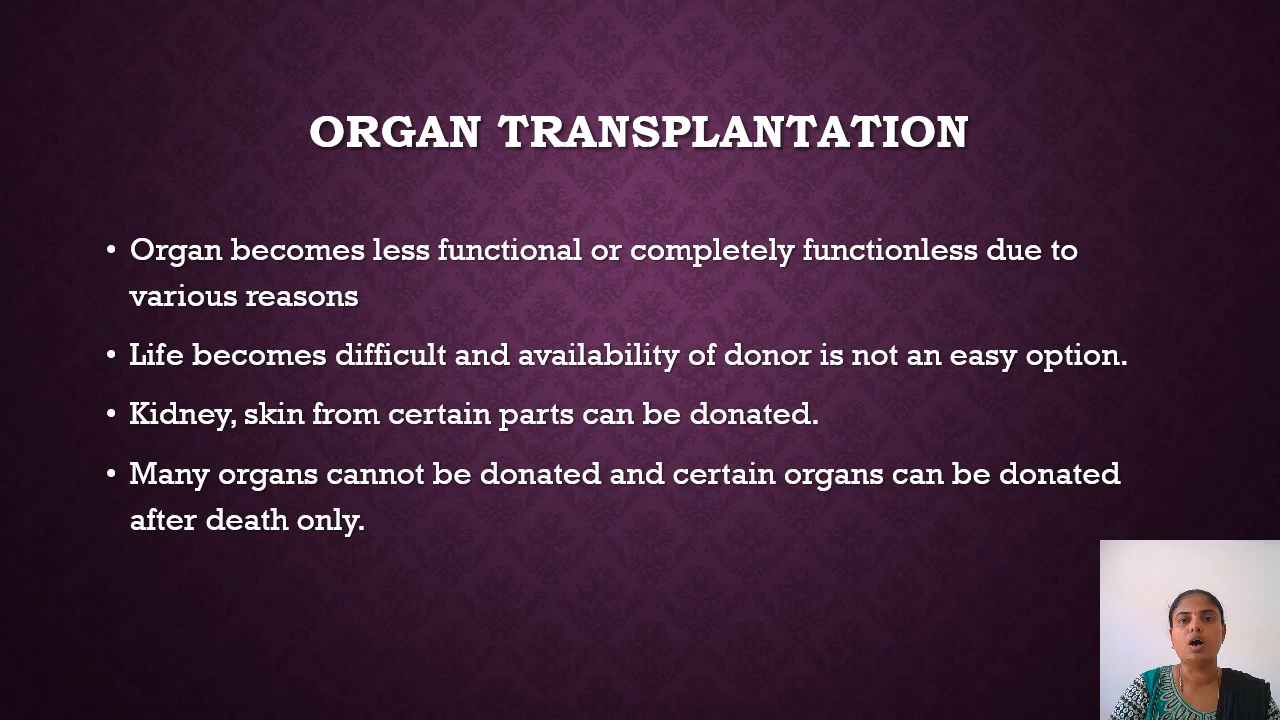 ORGAN TRANSPLANTATION
• Organ becomes less functional or completely functionless due to
various reasons
• Life becomes difficult and availability of donor is not an easy option.
• Kidney, skin from certain parts can be donated.
• Many organs cannot be donated and certain organs can be donated
after death only.